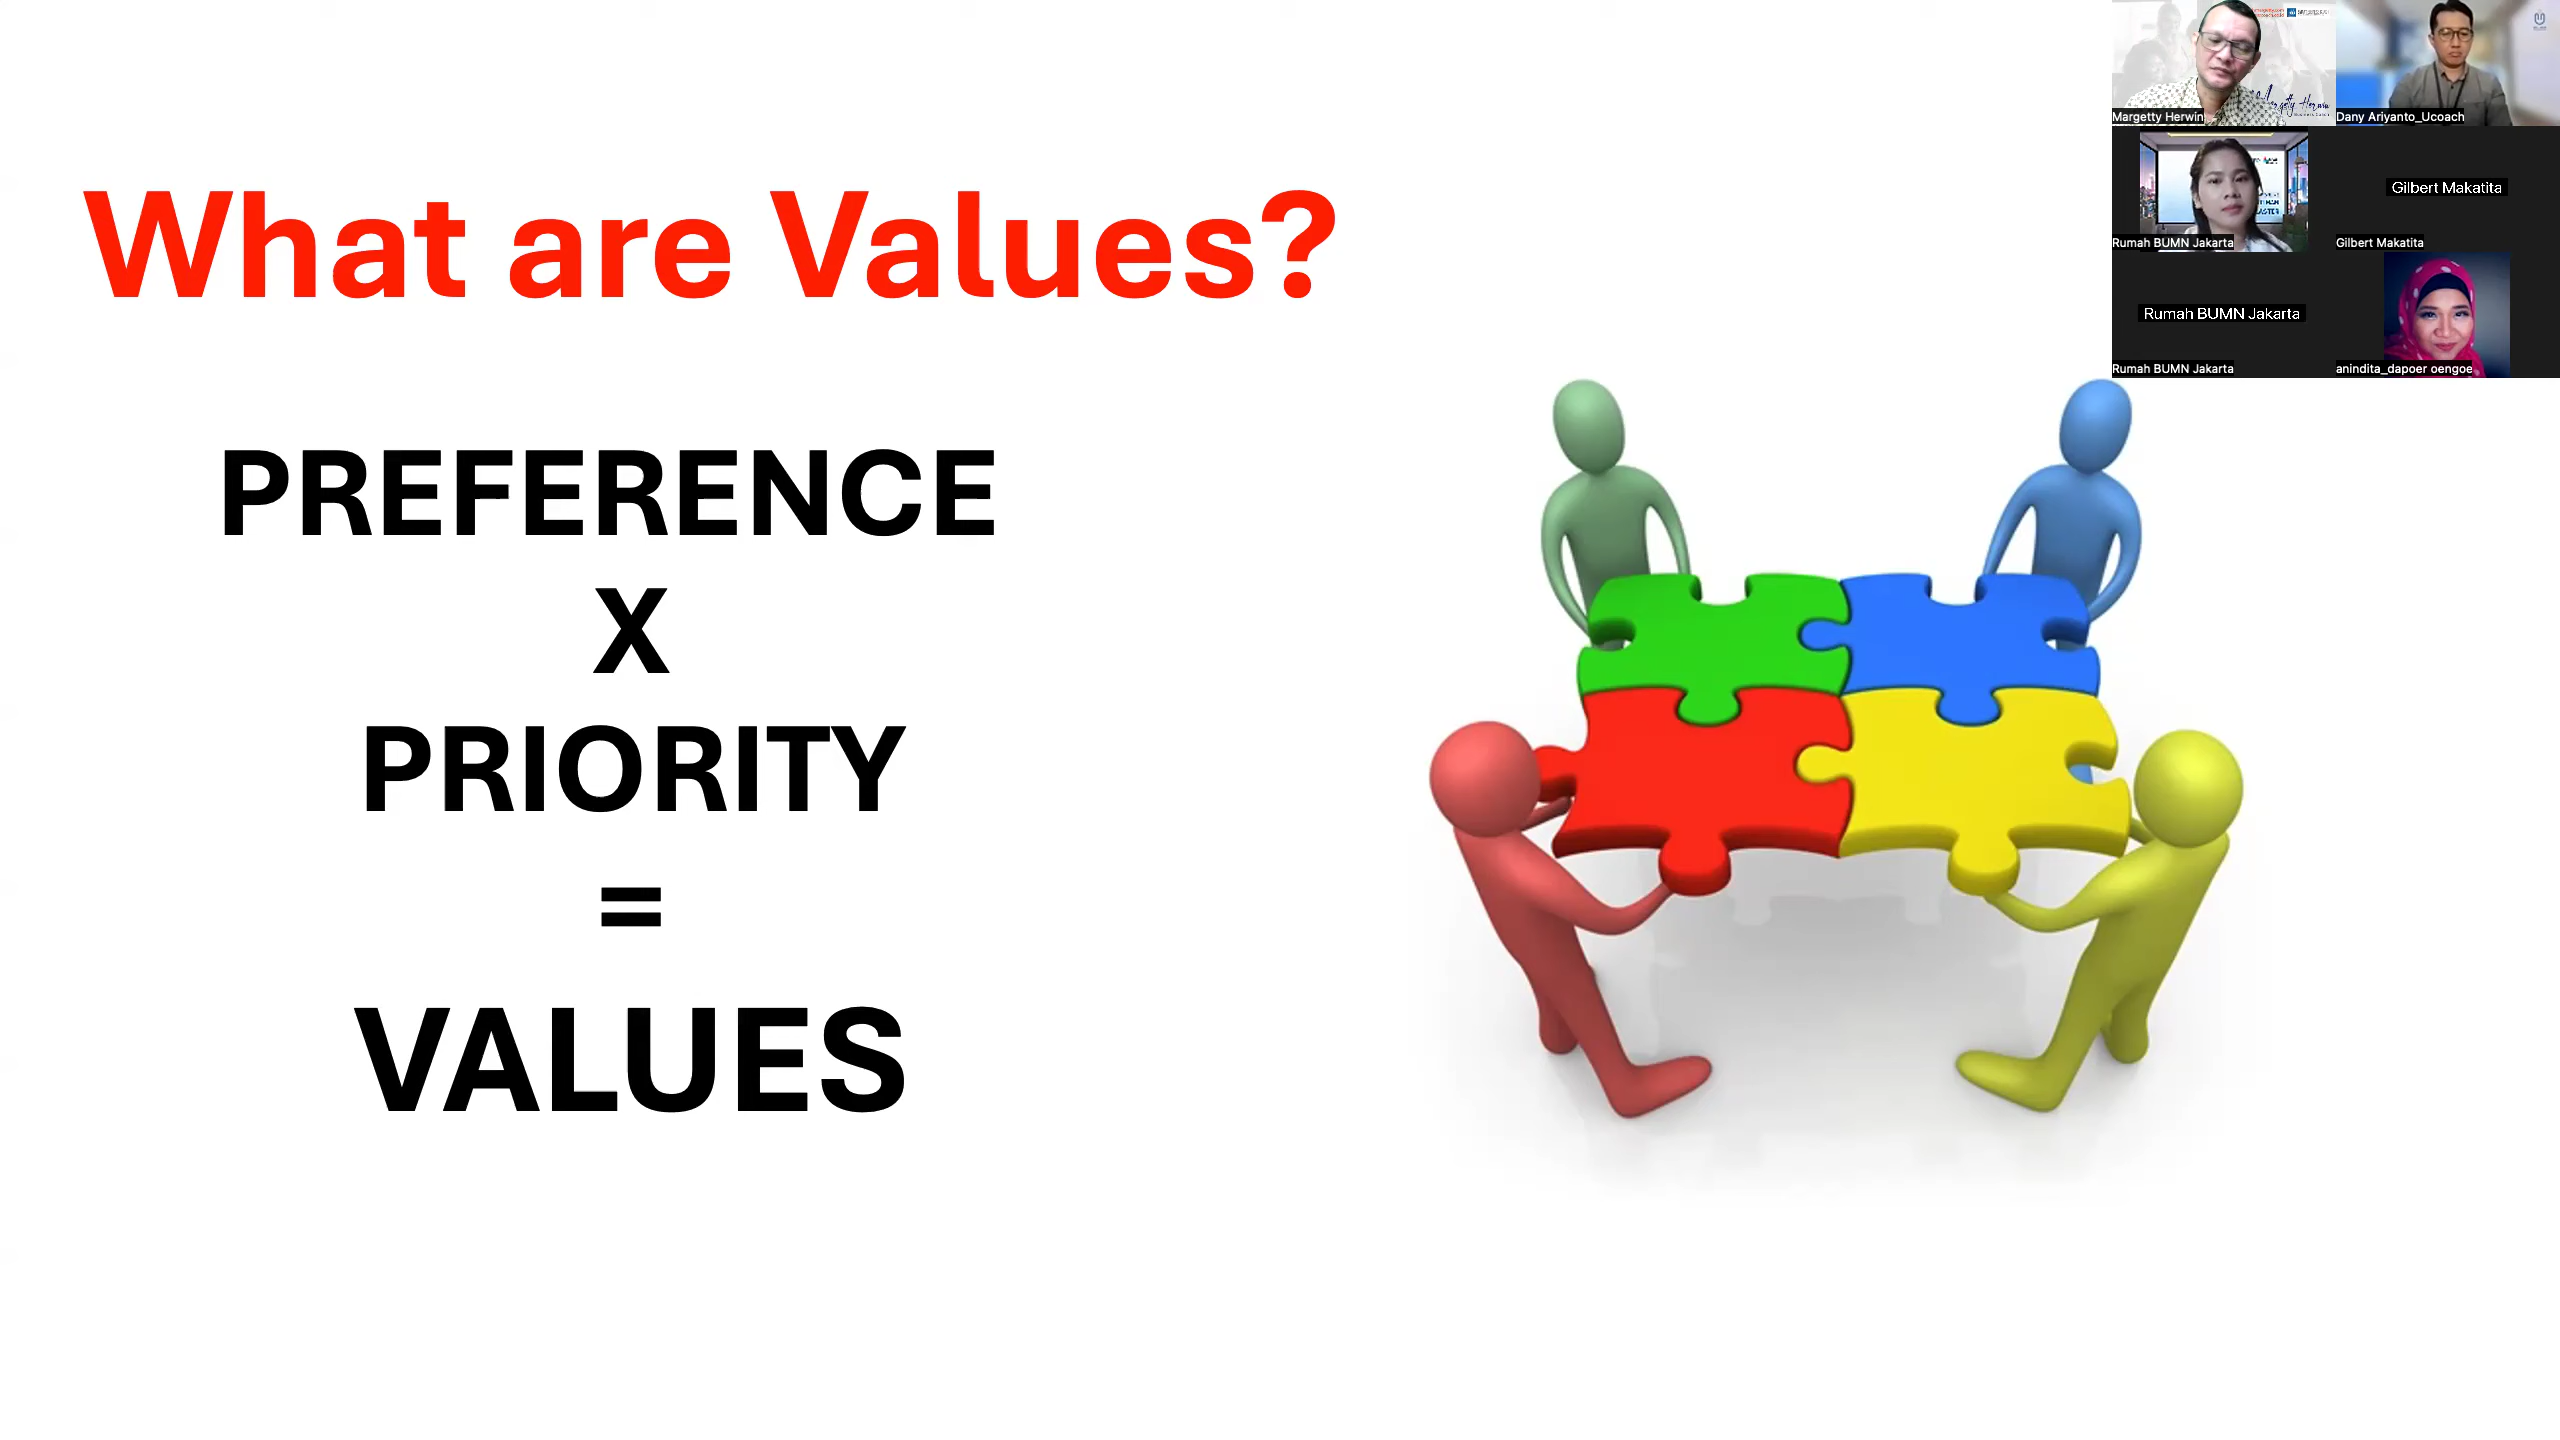 What are Values?
PREFERENCE
X
PRIORITY
=
VALUES
Margetty Herwin
Dany Ariyanto_Ucoach
Rumah BUMN Jakarta
Gilbert Makatita
Gilbert Makatita
Rumah BUMN Jakarta
Rumah BUMN Jakarta
anindita_dapoer oengoe